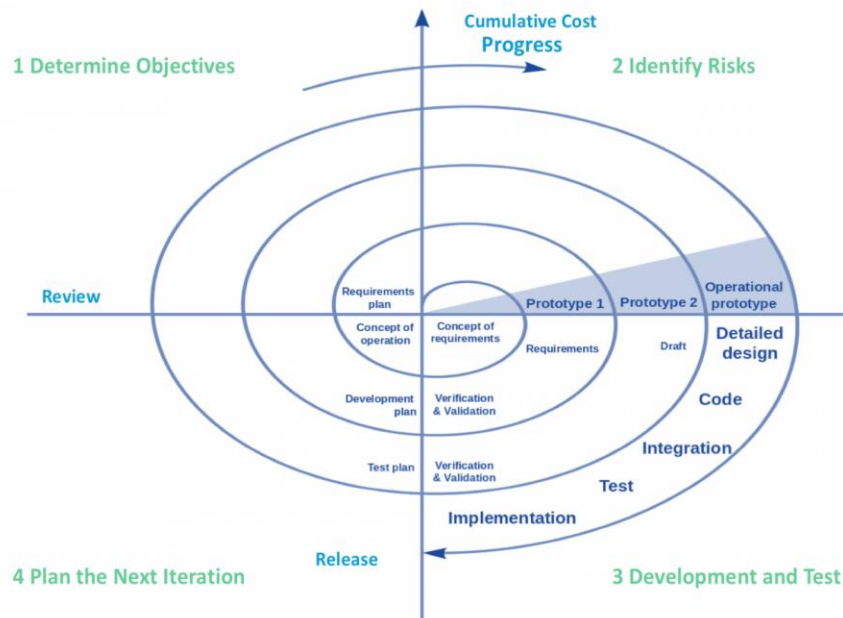 Cumulative Cost
Progress
1 Determine Objectives
2 Identify Risks
Review
Requirements
plan
Prototype 1
Prototype 2
Operational
prototype
Concept of
operation
Concept of
requirements
Requirements
Draft
Detailed
design
Development
plan
Verification
& Validation
Code
Integration
Test plan
Verification
& Validation
Test
Implementation
Release
4 Plan the Next Iteration
3 Development and Test